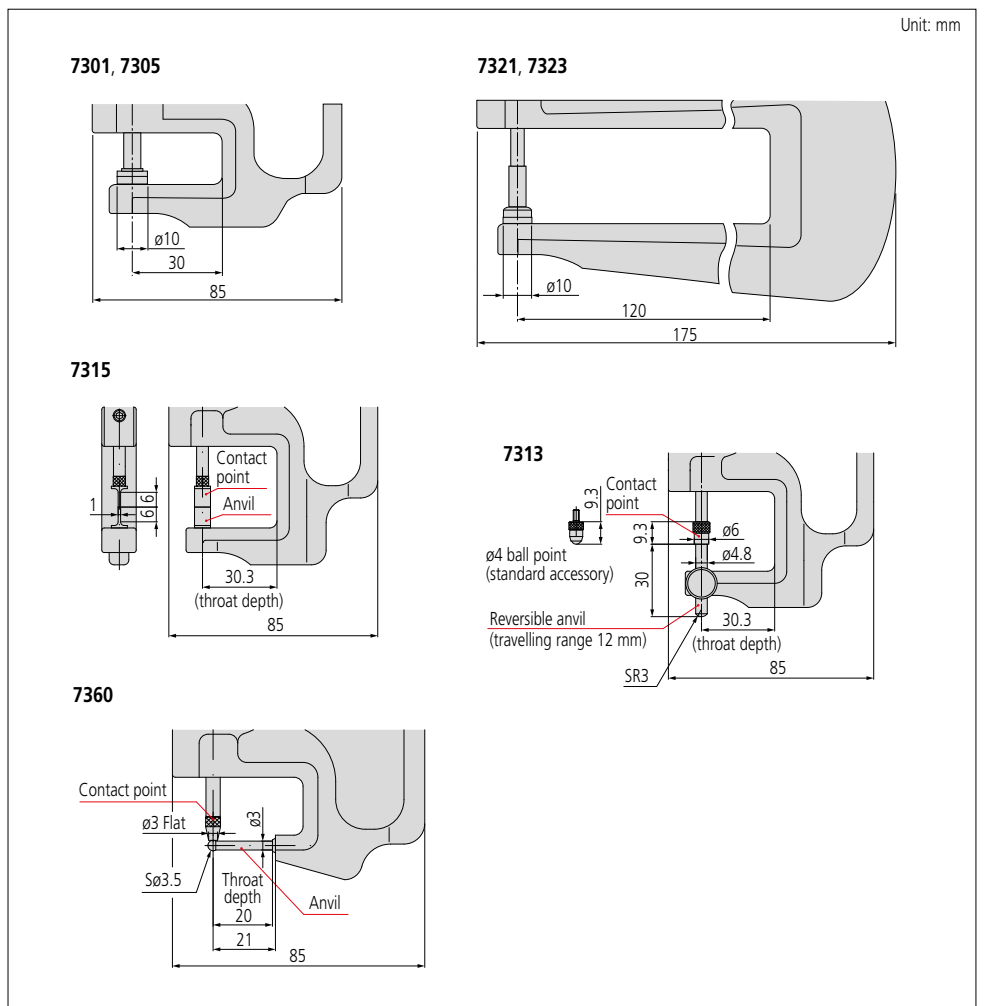 Unit: mm
7301, 7305
ø10
30
85
7321, 7323
ø10
120
175
7315
Contact
point
Anvil
1
6
6
30.3
(throat depth)
85
7313
Contact
point
9.3
9.3
ø6
ø4 ball point
(standard accessory)
ø4.8
30
Reversible anvil
(travelling range 12 mm)
30.3
(throat depth)
SR3
85
7360
Contact point
ø3 Flat
ø3
Sø3.5
Throat
depth
Anvil
20
21
85